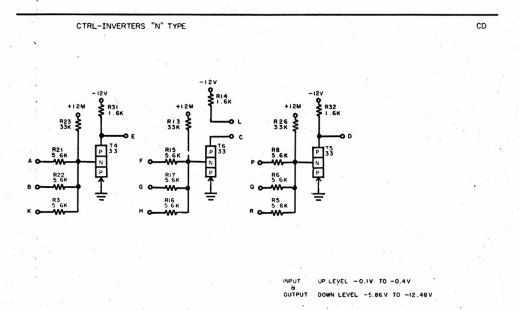 CTRL-INVERTERS "N" TYPE CD
-12V
R14
1.6K
-12V
R31
1.6K
-12V
R32
1.6K
+12M
R23
33K
+12M
R13
33K
+12M
R26
33K
L
E
C
D
T4
33
T6
33
T5
33
P
N
P
P
N
P
P
N
P
A
R21
5.6K
B
R22
5.6K
K
R3
5.6K
F
R15
5.6K
G
R17
5.6K
H
R16
5.6K
P
R8
5.6K
Q
R6
5.6K
R
R5
5.6K
INPUT UP LEVEL -0.1V TO -0.4V
&
OUTPUT DOWN LEVEL -5.86V TO -12.48V